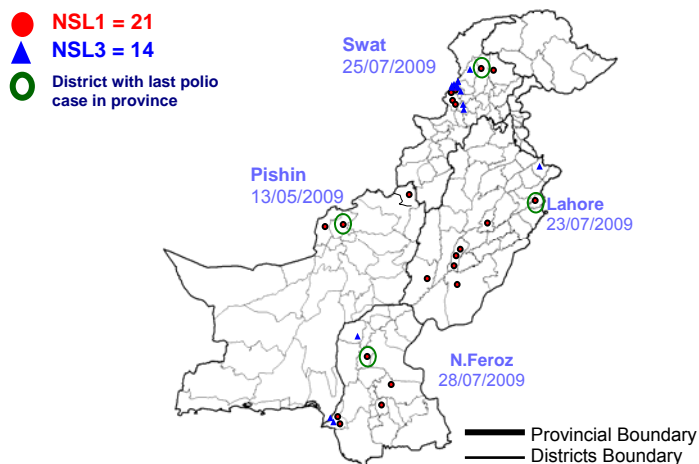 NSL1 = 21
NSL3 = 14
District with last polio
case in province
Swat
25/07/2009
Pishin
13/05/2009
Lahore
23/07/2009
N.Feroz
28/07/2009
Provincial Boundary
Districts Boundary